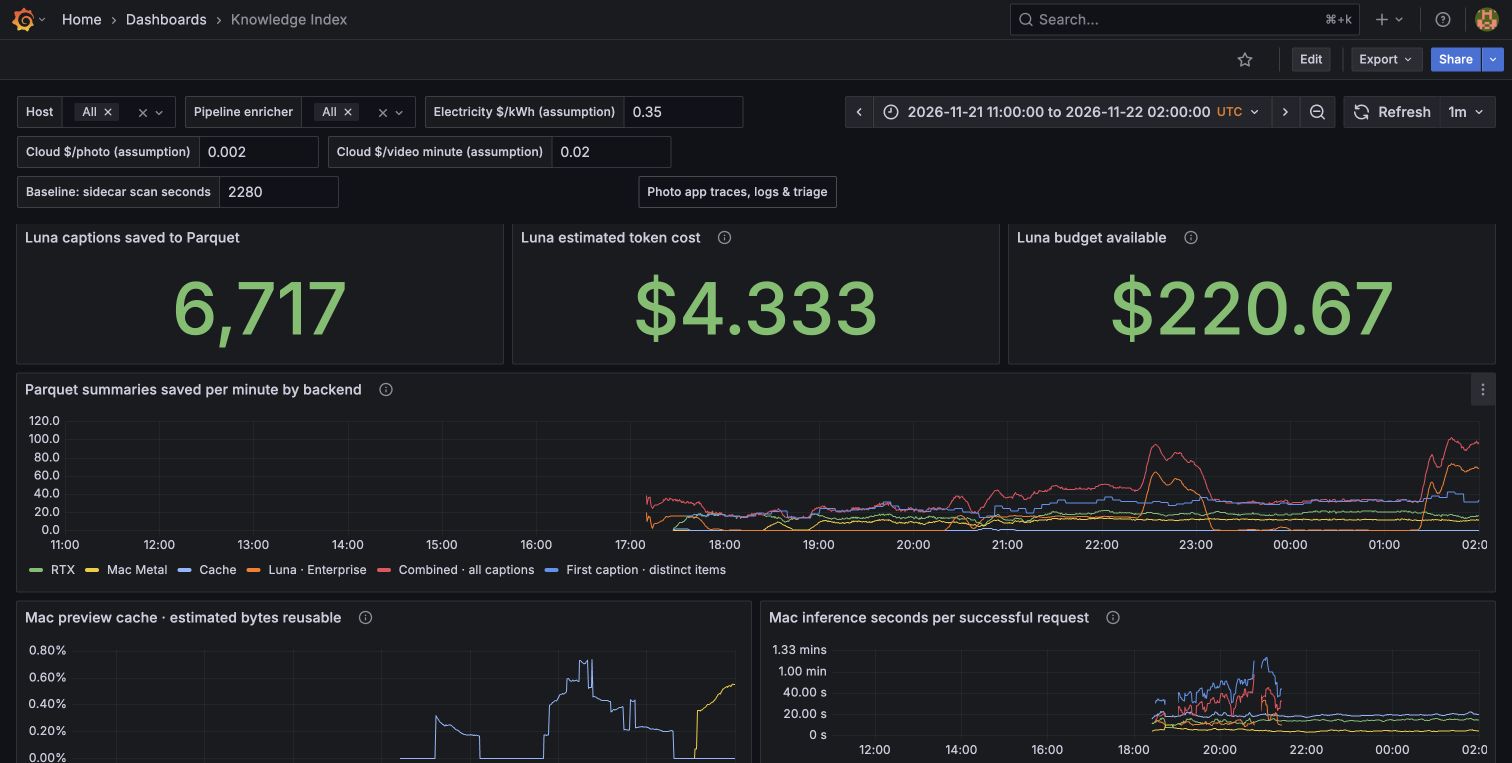 Home › Dashboards › Knowledge Index
Search... ⌘+k
Edit Export Share
Host All Pipeline enricher All Electricity $/kWh (assumption) 0.35
2026-11-21 11:00:00 to 2026-11-22 02:00:00 UTC Refresh 1m
Cloud $/photo (assumption) 0.002 Cloud $/video minute (assumption) 0.02
Baseline: sidecar scan seconds 2280 Photo app traces, logs & triage
Luna captions saved to Parquet
6,717
Luna estimated token cost
$4.333
Luna budget available
$220.67
Parquet summaries saved per minute by backend
120.0
100.0
80.0
60.0
40.0
20.0
0.0
11:00 12:00 13:00 14:00 15:00 16:00 17:00 18:00 19:00 20:00 21:00 22:00 23:00 00:00 01:00 02:0
RTX Mac Metal Cache Luna · Enterprise Combined · all captions First caption · distinct items
Mac preview cache · estimated bytes reusable
0.80%
0.60%
0.40%
0.20%
0.00%
Mac inference seconds per successful request
1.33 mins
1.00 min
40.00 s
20.00 s
0 s
12:00 14:00 16:00 18:00 20:00 22:00 00:00 02:0